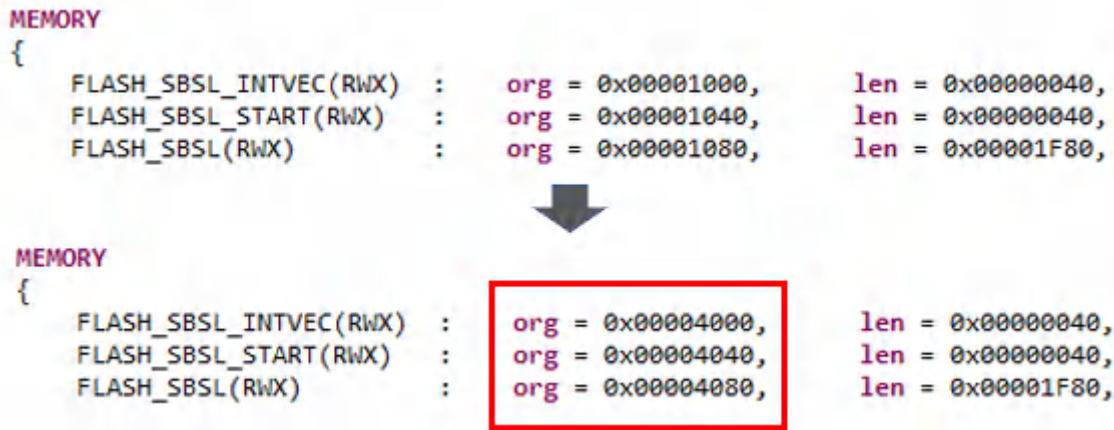 MEMORY
{
FLASH_SBSL_INTVEC(RWX) : org = 0x00001000, len = 0x00000040,
FLASH_SBSL_START(RWX) : org = 0x00001040, len = 0x00000040,
FLASH_SBSL(RWX) : org = 0x00001080, len = 0x00001F80,
MEMORY
{
FLASH_SBSL_INTVEC(RWX) : org = 0x00004000, len = 0x00000040,
FLASH_SBSL_START(RWX) : org = 0x00004040, len = 0x00000040,
FLASH_SBSL(RWX) : org = 0x00004080, len = 0x00001F80,